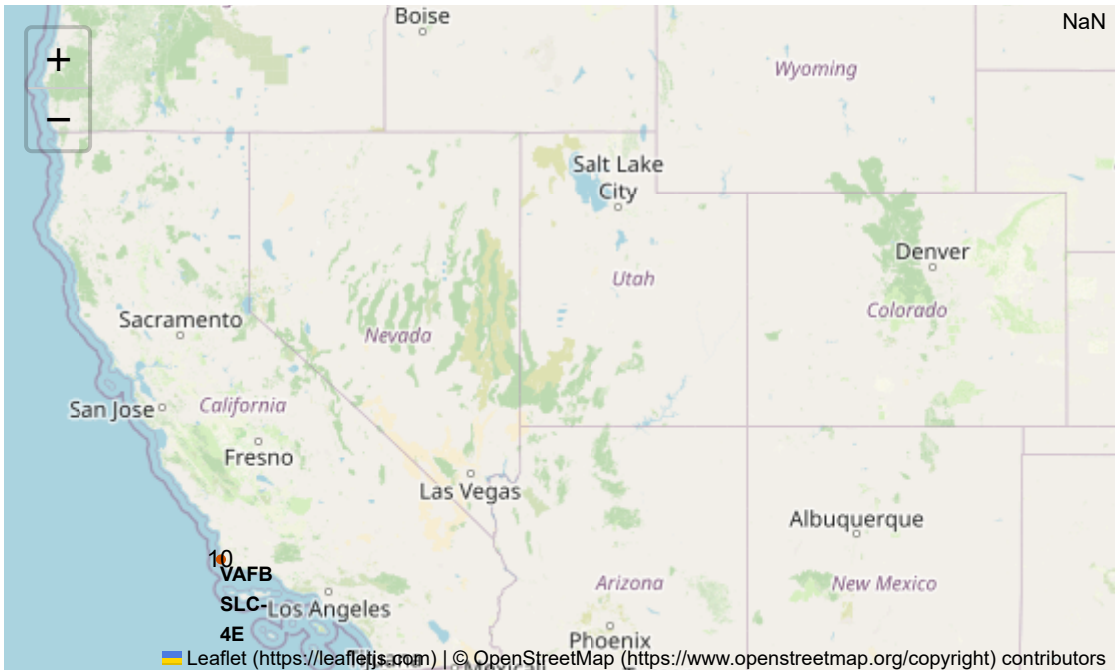 Boise
NaN
+
Wyoming
−
Salt Lake
City
Denver
Utah
Colorado
Sacramento
Nevada
San Jose
California
Fresno
Las Vegas
Albuquerque
10
VAFB
SLC-
4E
Los Angeles
Arizona
New Mexico
Phoenix
Tijuana
Leaflet (https://leafletjs.com) | © OpenStreetMap (https://www.openstreetmap.org/copyright) contributors